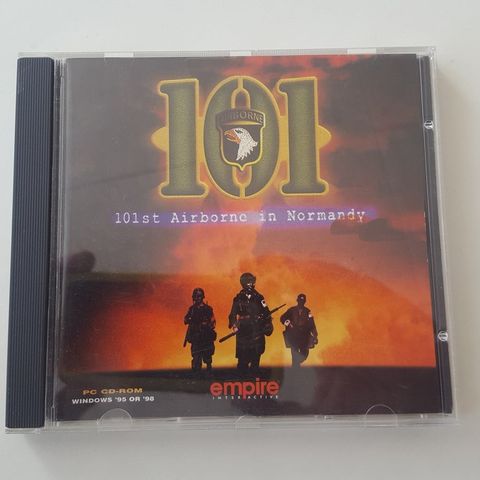 101
AIRBORNE
101st Airborne in Normandy
PC CD-ROM
WINDOWS '95 OR '98
empire
INTERACTIVE